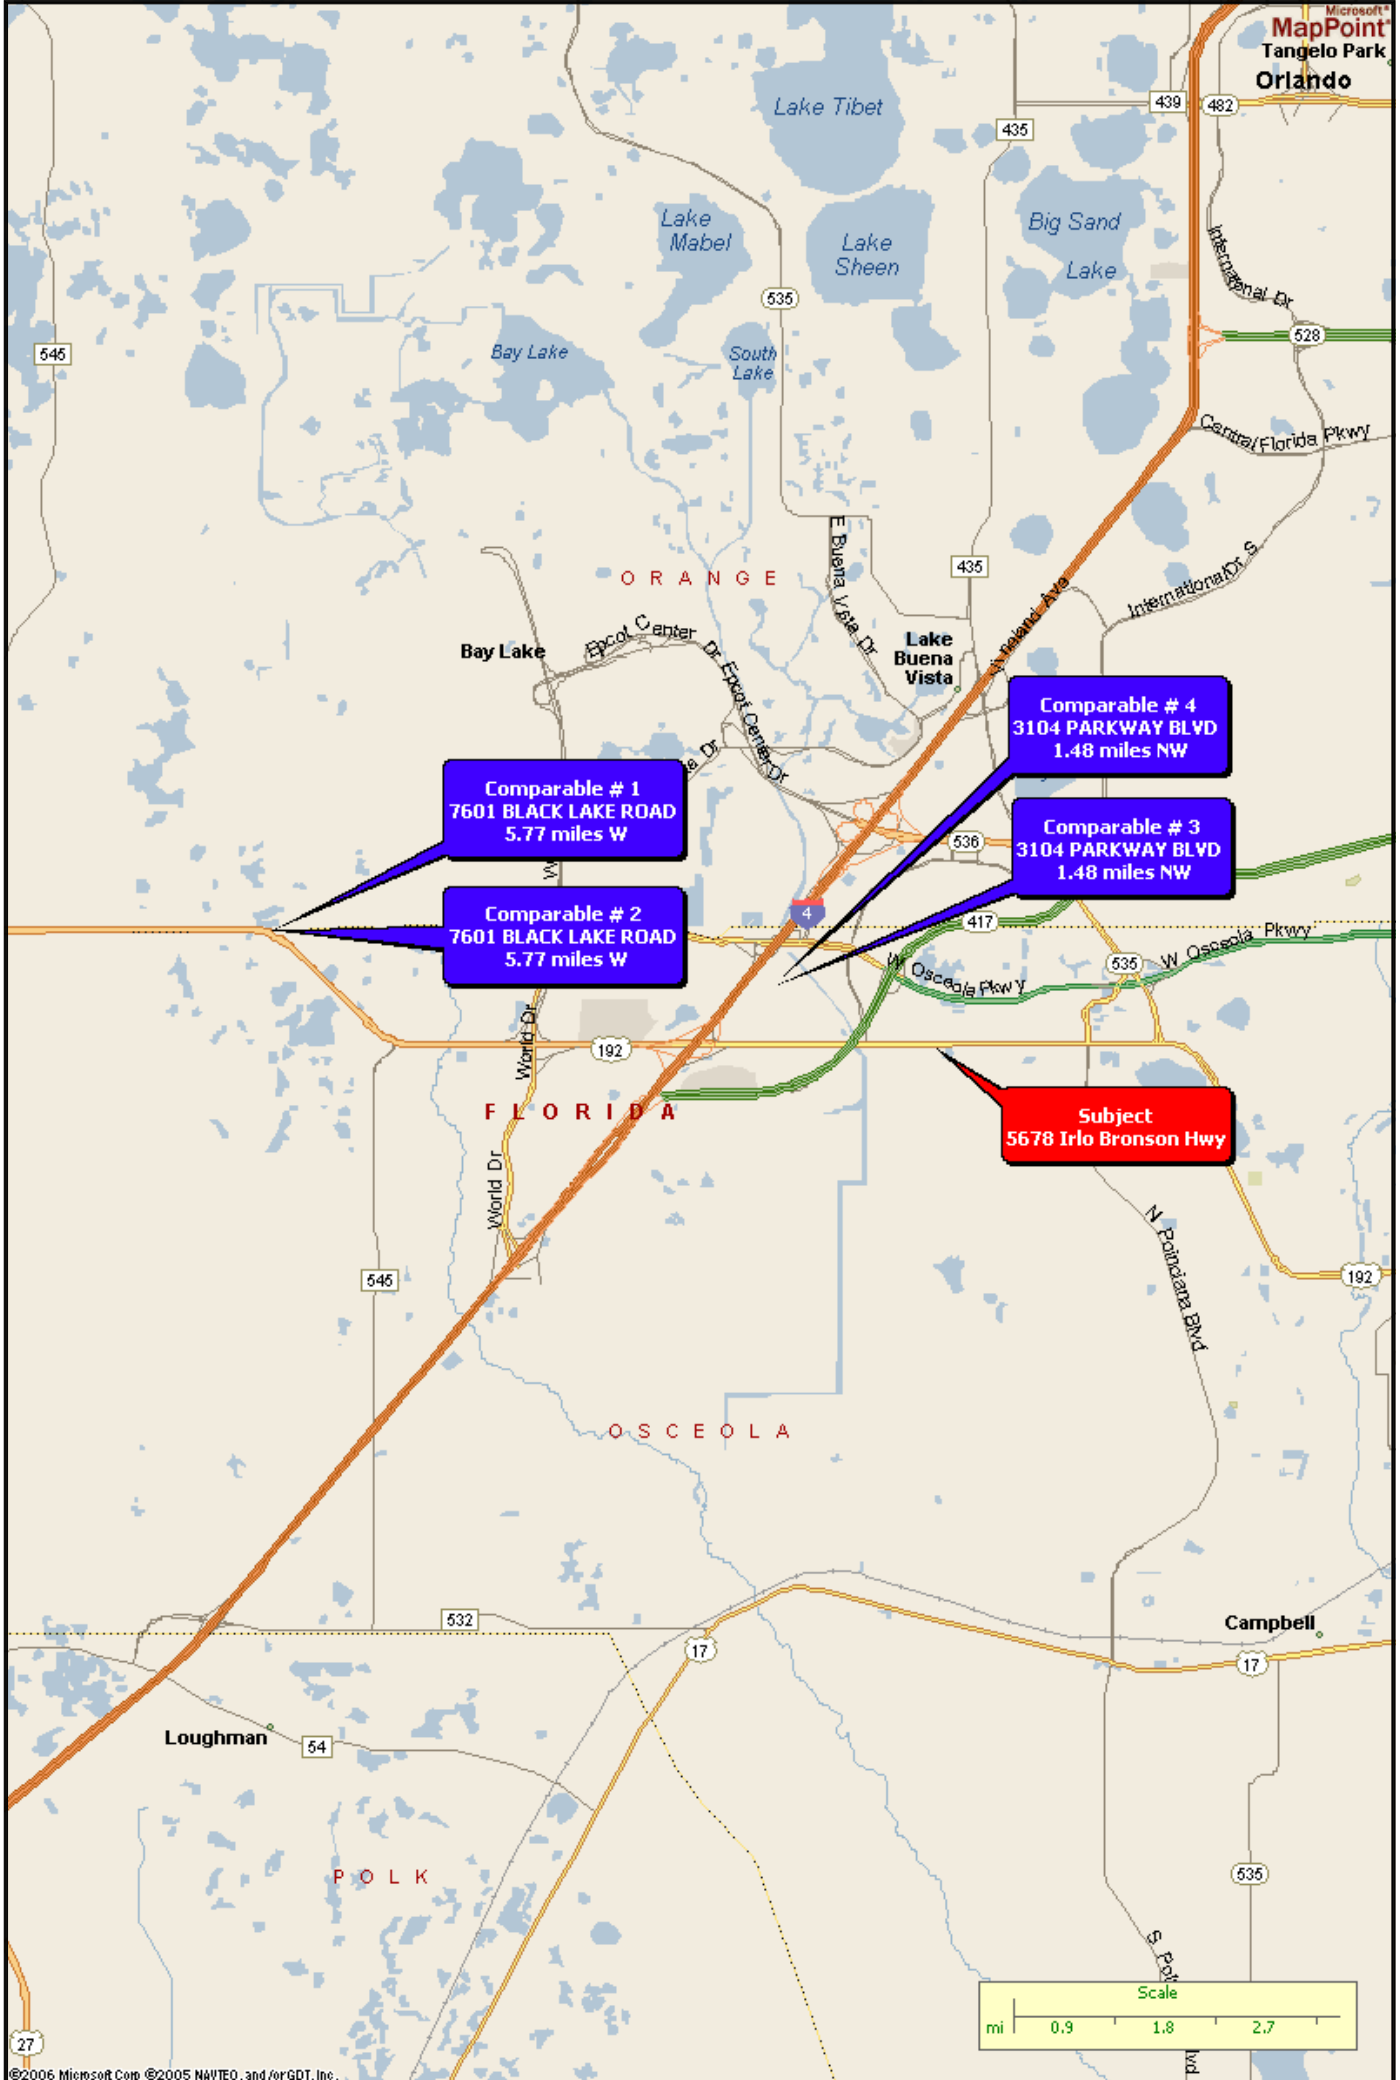 Microsoft®
MapPoint®
Tangelo Park
Orlando
439
482
435
Lake Tibet
Lake
Mabel
Lake
Sheen
Big Sand
Lake
International Dr
535
528
545
Bay Lake
South
Lake
Central Florida Pkwy
E Buena Vista Dr
435
International Dr S
ORANGE
Vineland Ave
Bay Lake
Epcot Center Dr
Epcot Center Dr
Lake
Buena
Vista
Comparable # 4
3104 PARKWAY BLVD
1.48 miles NW
Comparable # 1
7601 BLACK LAKE ROAD
5.77 miles W
Comparable # 3
3104 PARKWAY BLVD
1.48 miles NW
536
Comparable # 2
7601 BLACK LAKE ROAD
5.77 miles W
4
417
535
W Osceola Pkwy
W Osceola Pkwy
World Dr
192
FLORIDA
Subject
5678 Irlo Bronson Hwy
World Dr
N Poinciana Blvd
545
192
OSCEOLA
532
17
Campbell
17
Loughman
54
POLK
535
27
Scale
mi
0.9
1.8
2.7
©2006 Microsoft Corp ©2005 NAVTEQ, and/or GDT, Inc.